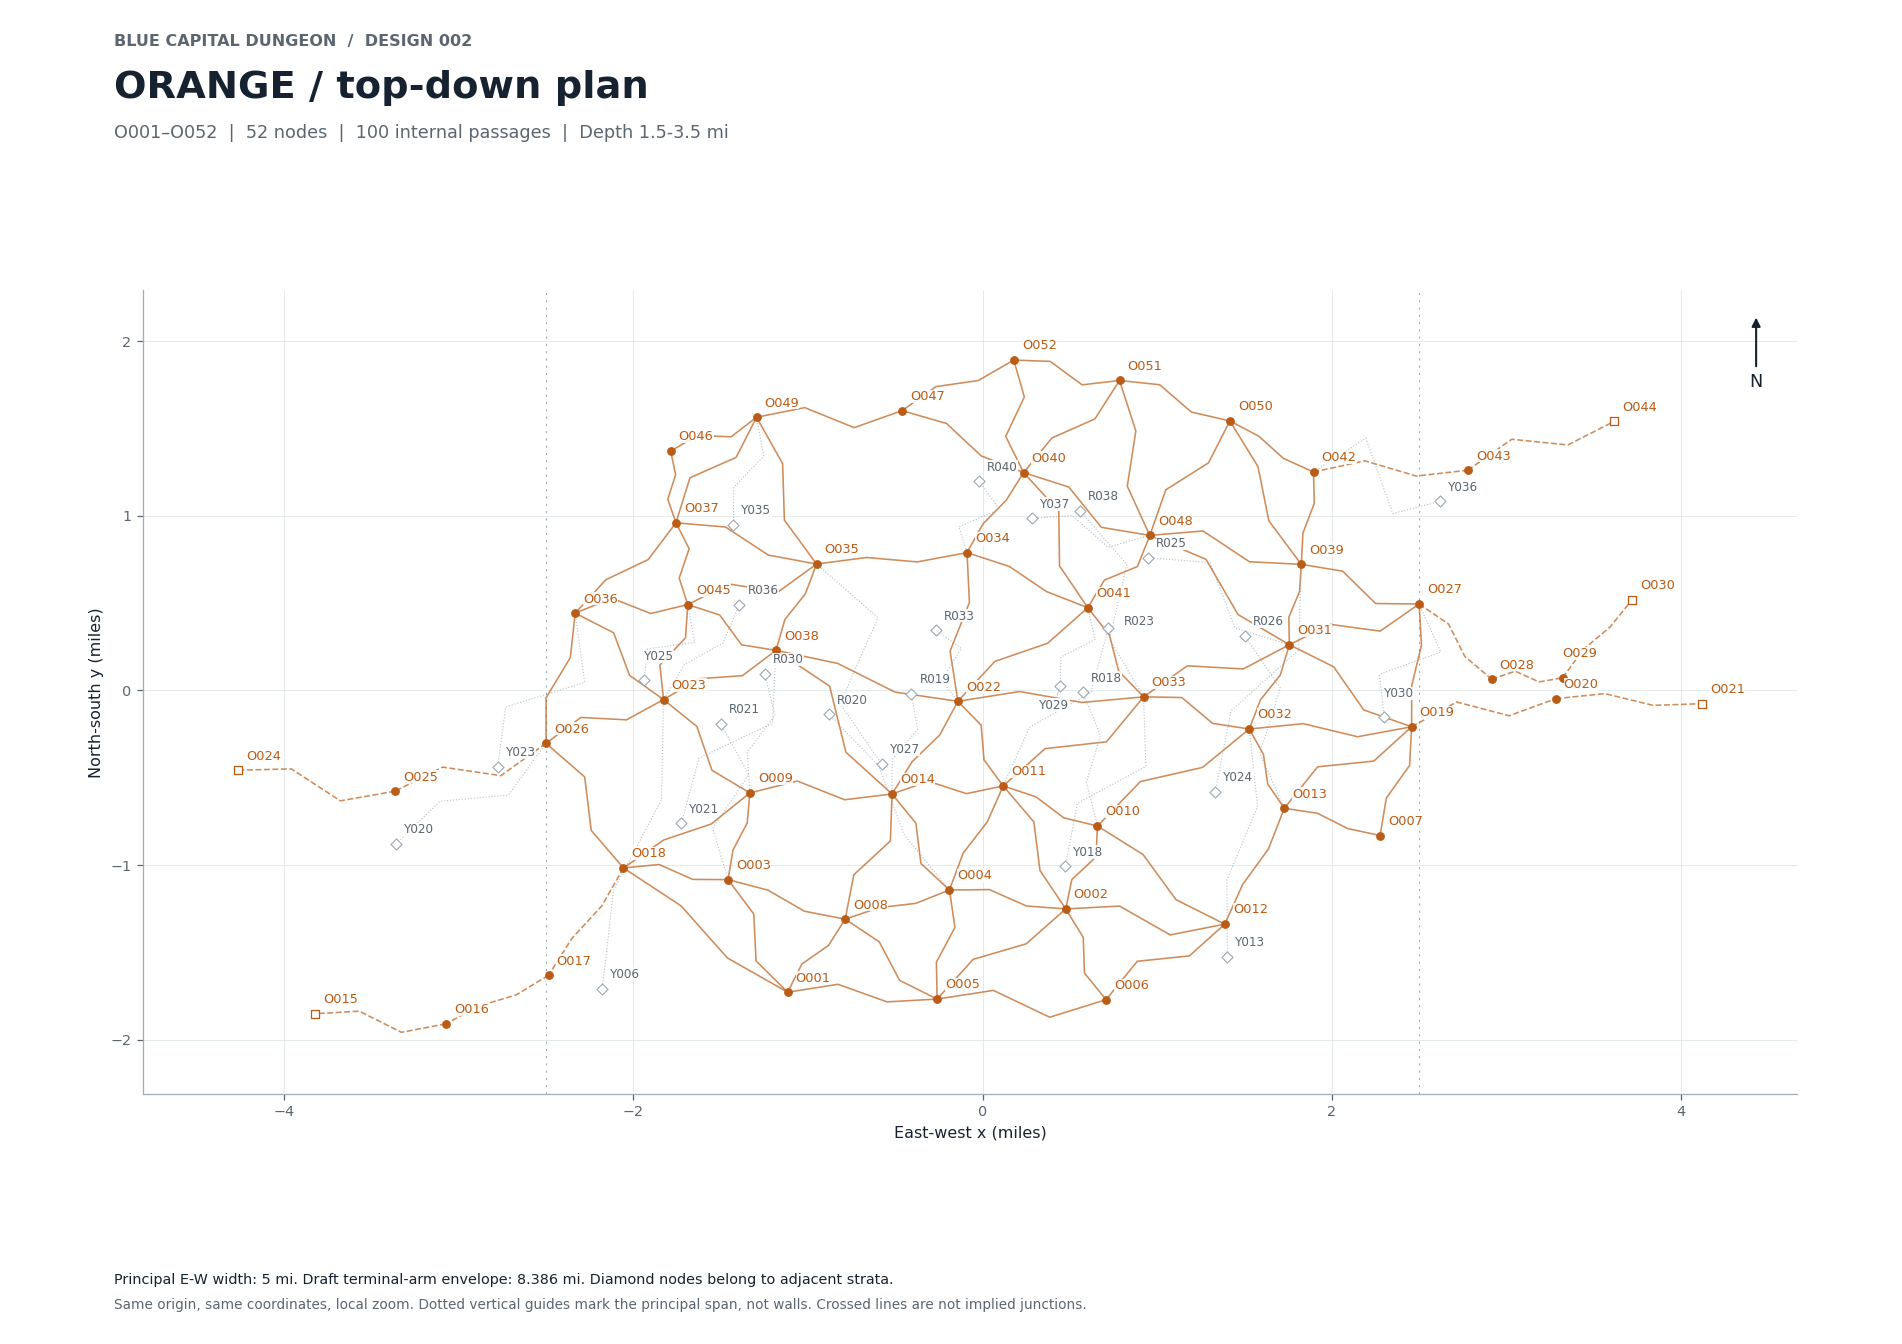 BLUE CAPITAL DUNGEON / DESIGN 002
ORANGE / top-down plan
O001–O052 | 52 nodes | 100 internal passages | Depth 1.5-3.5 mi
N
O052
O051
O049
O047
O050
O044
O046
O040
O042
O043
R040
Y036
Y037
R038
O037
Y035
O048
O034
R025
O035
O039
O036
O045
R036
O041
O027
O030
R033
R023
R026
O031
O038
Y025
R030
O029
O028
O023
R019
O022
R018
O033
O020
O021
R021
R020
Y029
Y030
O019
O032
O026
Y023
Y027
O024
O025
O009
O014
O011
Y024
O013
Y021
O010
O007
Y020
O018
O003
O004
Y018
O002
O008
O012
Y013
O017
Y006
O001
O005
O006
O015
O016
2
1
0
−1
−2
−4
−2
0
2
4
North-south y (miles)
East-west x (miles)
Principal E-W width: 5 mi. Draft terminal-arm envelope: 8.386 mi. Diamond nodes belong to adjacent strata.
Same origin, same coordinates, local zoom. Dotted vertical guides mark the principal span, not walls. Crossed lines are not implied junctions.